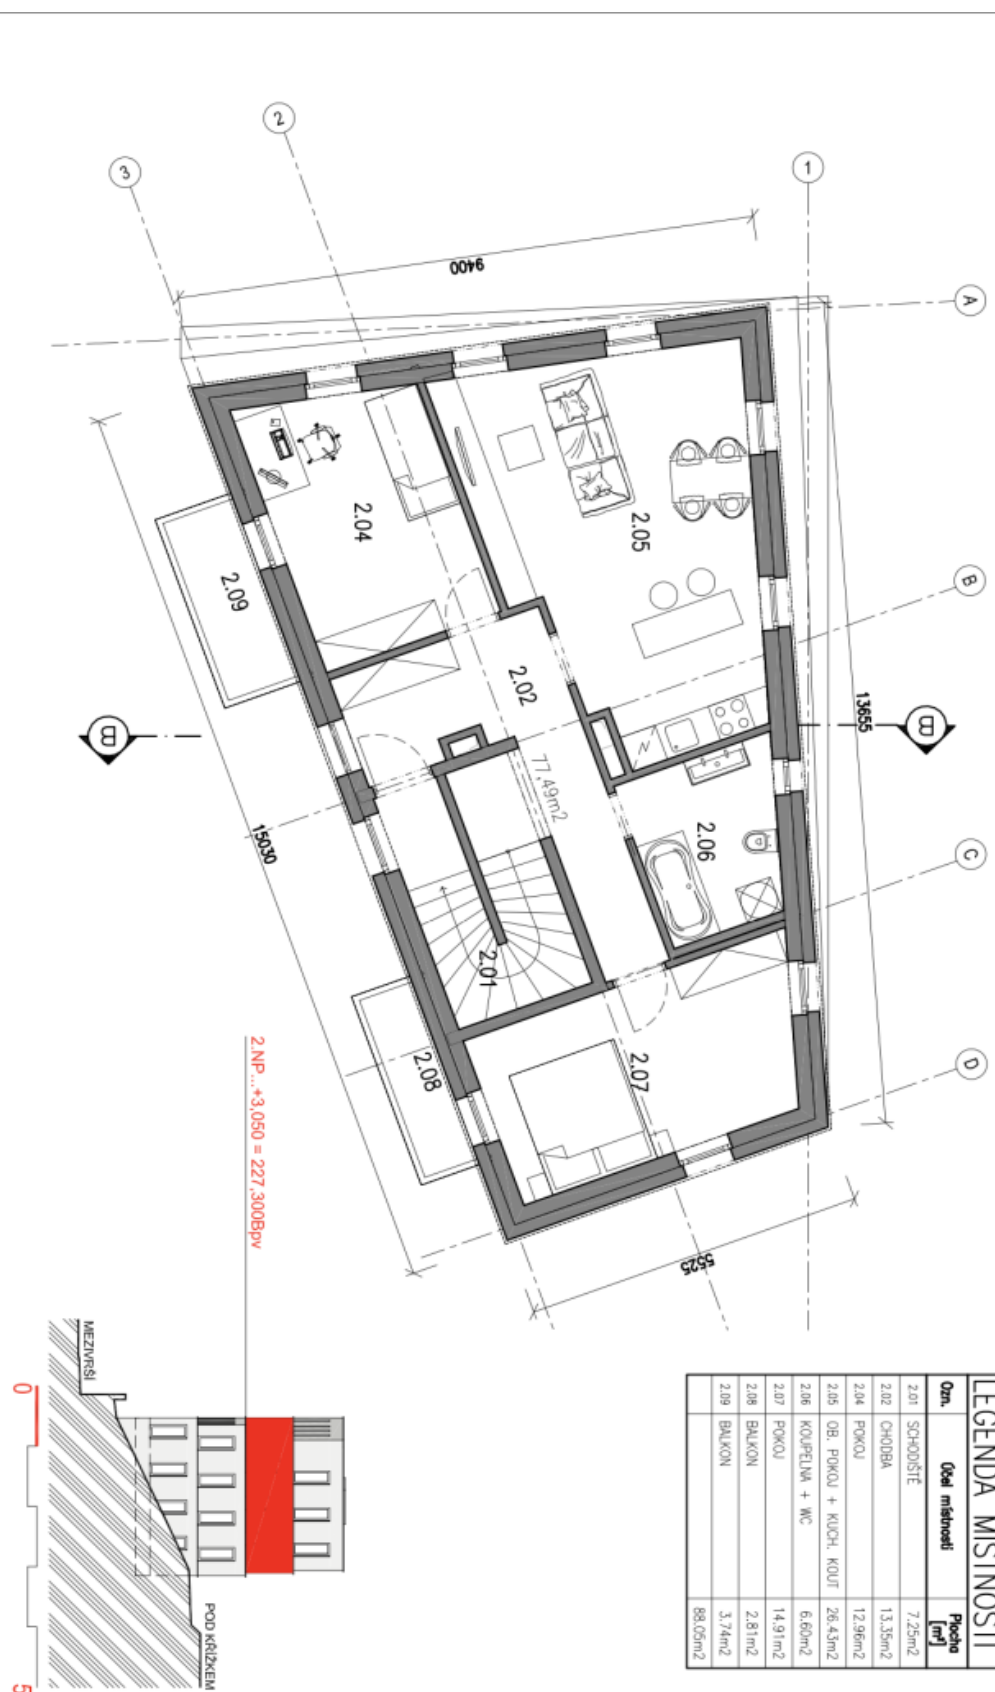 1
2
3
A
B
C
D
9400
13655
15030
5525
B
B
2.04
2.05
2.09
2.02
77,49m2
2.06
2.01
2.07
2.08
2.NP...+3,050 = 227,300Bpv
MEZIVRŠÍ
POD KŘÍŽKEM
0
5
LEGENDA MÍSTNOSTÍ
Ozn. Účel místnosti Plocha [m²]
2.01 SCHODIŠTĚ 7.25m2
2.02 CHODBA 13.35m2
2.04 POKOJ 12.96m2
2.05 OB. POKOJ + KUCH. KOUT 26.43m2
2.06 KOUPELNA + WC 6.60m2
2.07 POKOJ 14.91m2
2.08 BALKON 2.81m2
2.09 BALKON 3.74m2
88.05m2